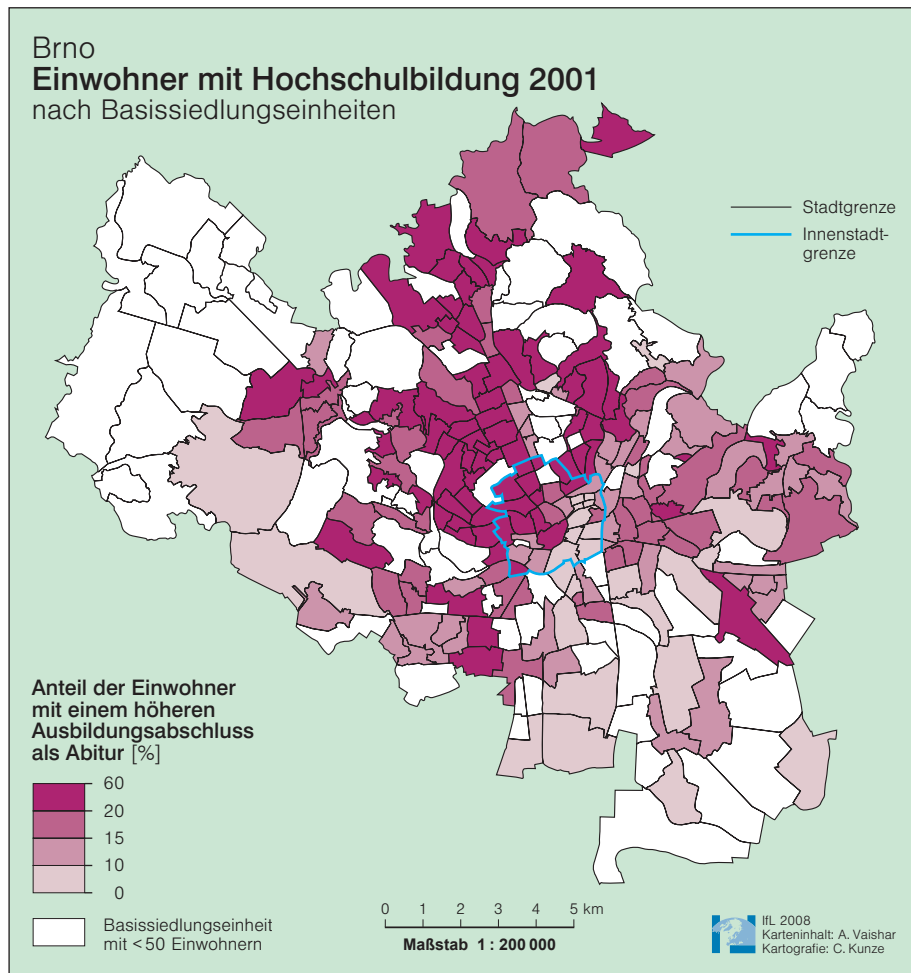 Brno
Einwohner mit Hochschulbildung 2001
nach Basissiedlungseinheiten
Stadtgrenze
Innenstadt-
grenze
Anteil der Einwohner
mit einem höheren
Ausbildungsabschluss
als Abitur [%]
60
20
15
10
0
Basissiedlungseinheit
mit <50 Einwohnern
0 1 2 3 4 5 km
Maßstab 1 : 200 000
IfL 2008
Karteninhalt: A. Vaishar
Kartografie: C. Kunze